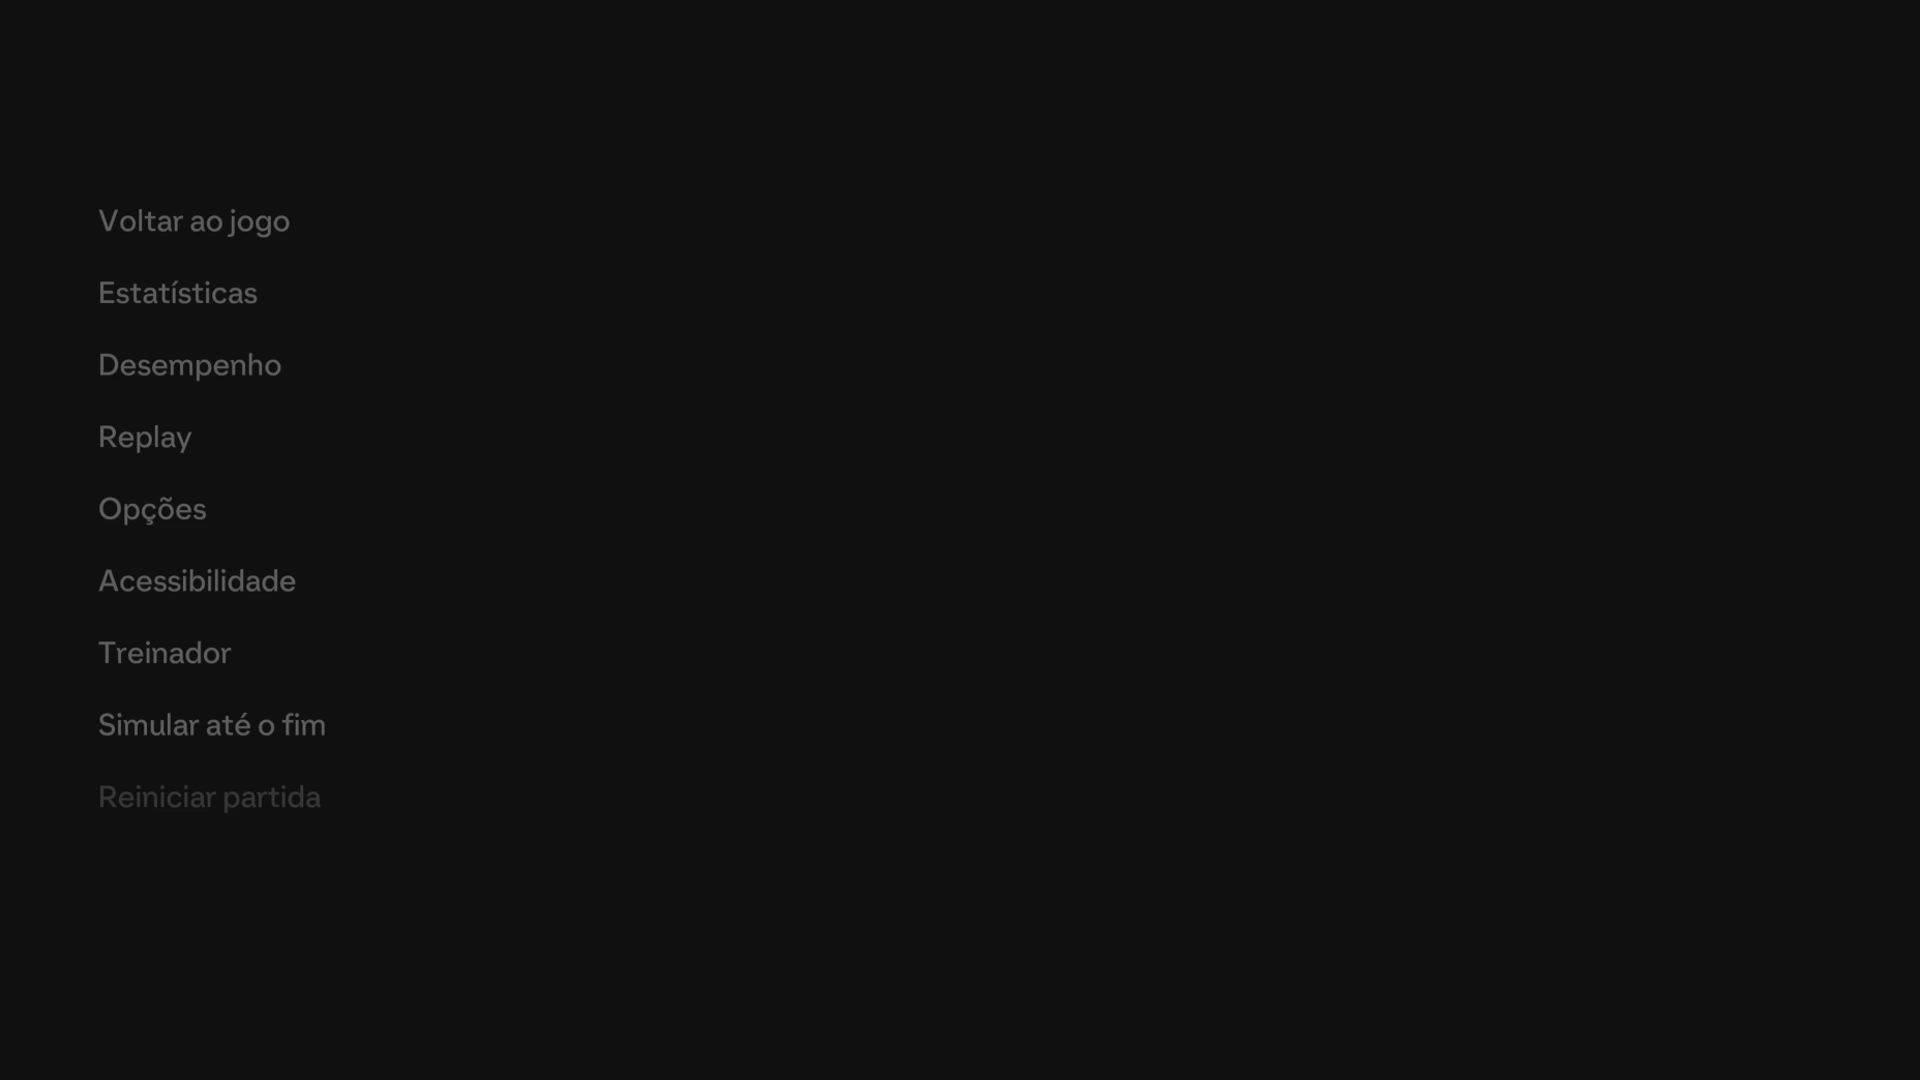 Voltar ao jogo
Estatísticas
Desempenho
Replay
Opções
Acessibilidade
Treinador
Simular até o fim
Reiniciar partida